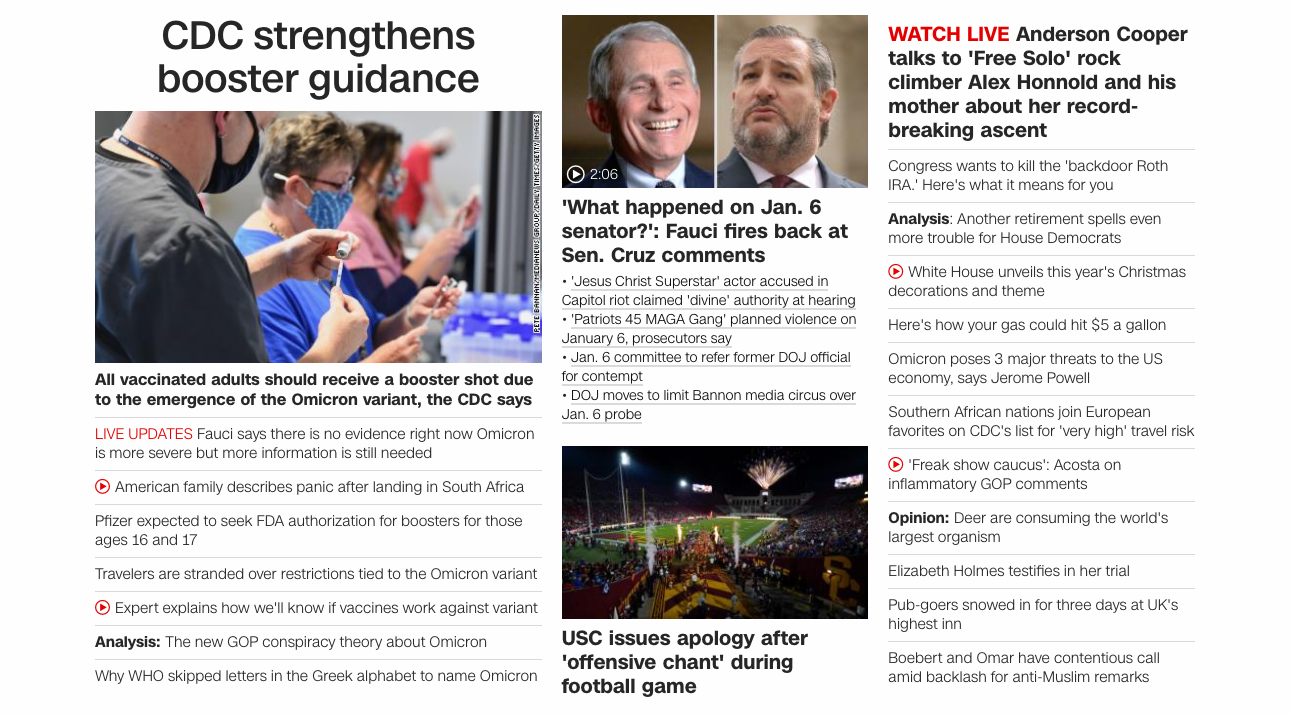 CDC strengthens
booster guidance
PETE BANNAN/MEDIANEWS GROUP/DAILY TIMES/GETTY IMAGES
All vaccinated adults should receive a booster shot due
to the emergence of the Omicron variant, the CDC says
LIVE UPDATES Fauci says there is no evidence right now Omicron
is more severe but more information is still needed
American family describes panic after landing in South Africa
Pfizer expected to seek FDA authorization for boosters for those
ages 16 and 17
Travelers are stranded over restrictions tied to the Omicron variant
Expert explains how we'll know if vaccines work against variant
Analysis: The new GOP conspiracy theory about Omicron
Why WHO skipped letters in the Greek alphabet to name Omicron
2:06
'What happened on Jan. 6
senator?': Fauci fires back at
Sen. Cruz comments
• 'Jesus Christ Superstar' actor accused in
Capitol riot claimed 'divine' authority at hearing
• 'Patriots 45 MAGA Gang' planned violence on
January 6, prosecutors say
• Jan. 6 committee to refer former DOJ official
for contempt
• DOJ moves to limit Bannon media circus over
Jan. 6 probe
SC
USC issues apology after
'offensive chant' during
football game
WATCH LIVE Anderson Cooper
talks to 'Free Solo' rock
climber Alex Honnold and his
mother about her record-
breaking ascent
Congress wants to kill the 'backdoor Roth
IRA.' Here's what it means for you
Analysis: Another retirement spells even
more trouble for House Democrats
White House unveils this year's Christmas
decorations and theme
Here's how your gas could hit $5 a gallon
Omicron poses 3 major threats to the US
economy, says Jerome Powell
Southern African nations join European
favorites on CDC's list for 'very high' travel risk
'Freak show caucus': Acosta on
inflammatory GOP comments
Opinion: Deer are consuming the world's
largest organism
Elizabeth Holmes testifies in her trial
Pub-goers snowed in for three days at UK's
highest inn
Boebert and Omar have contentious call
amid backlash for anti-Muslim remarks